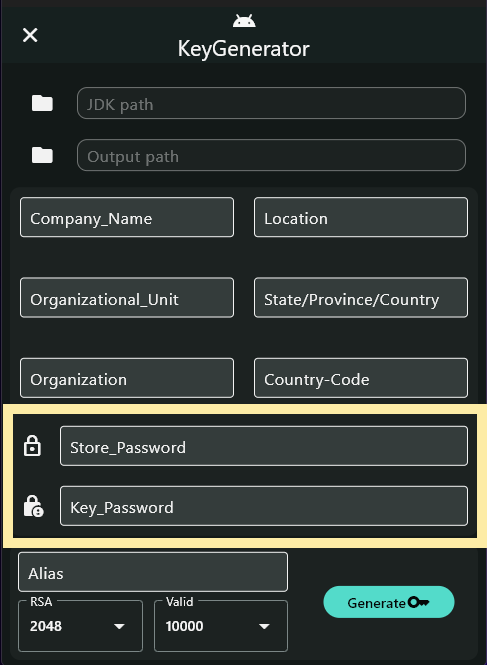 KeyGenerator
JDK path
Output path
Company_Name
Location
Organizational_Unit
State/Province/Country
Organization
Country-Code
Store_Password
Key_Password
Alias
RSA
Valid
2048
10000
Generate